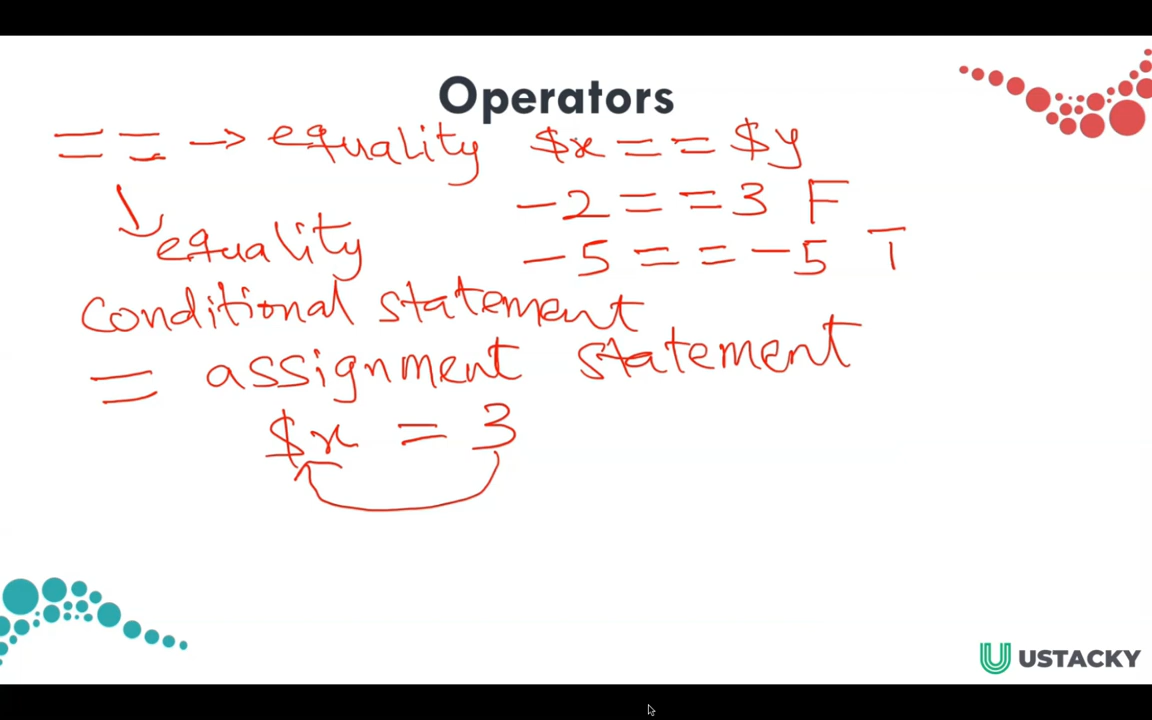 Operators
== → equality $x == $y
-2 == 3 F
equality
-5 == -5 T
conditional statement
= assignment statement
$x = 3
USTACKY